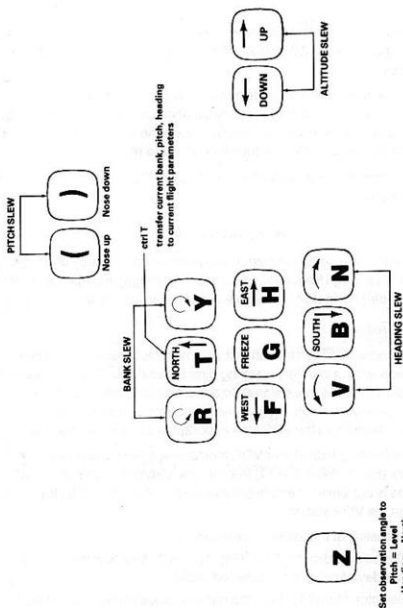 PITCH SLEW
(
)
Nose up
Nose down
ctrl T
transfer current bank, pitch, heading
to current flight parameters
BANK SLEW
R
NORTH
T
Y
WEST
F
FREEZE
G
EAST
H
V
SOUTH
B
N
HEADING SLEW
DOWN
UP
ALTITUDE SLEW
Z
Set observation angle to
Pitch = Level